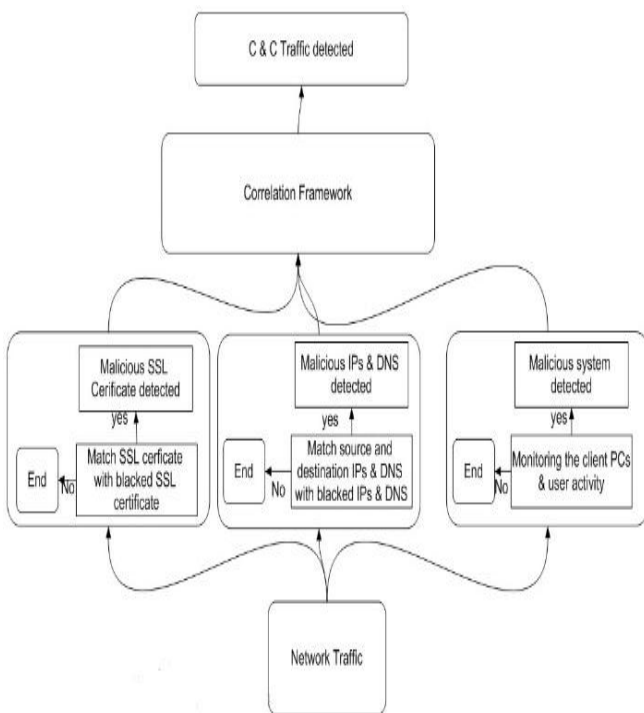 C & C Traffic detected
Correlation Framework
Malicious SSL
Cerificate detected
yes
Match SSL cerficate
with blacked SSL
certificate
No
End
Malicious IPs & DNS
detected
yes
Match source and
destination IPs & DNS
with blacked IPs & DNS
No
End
Malicious system
detected
yes
Monitoring the client PCs
& user activity
No
End
Network Traffic